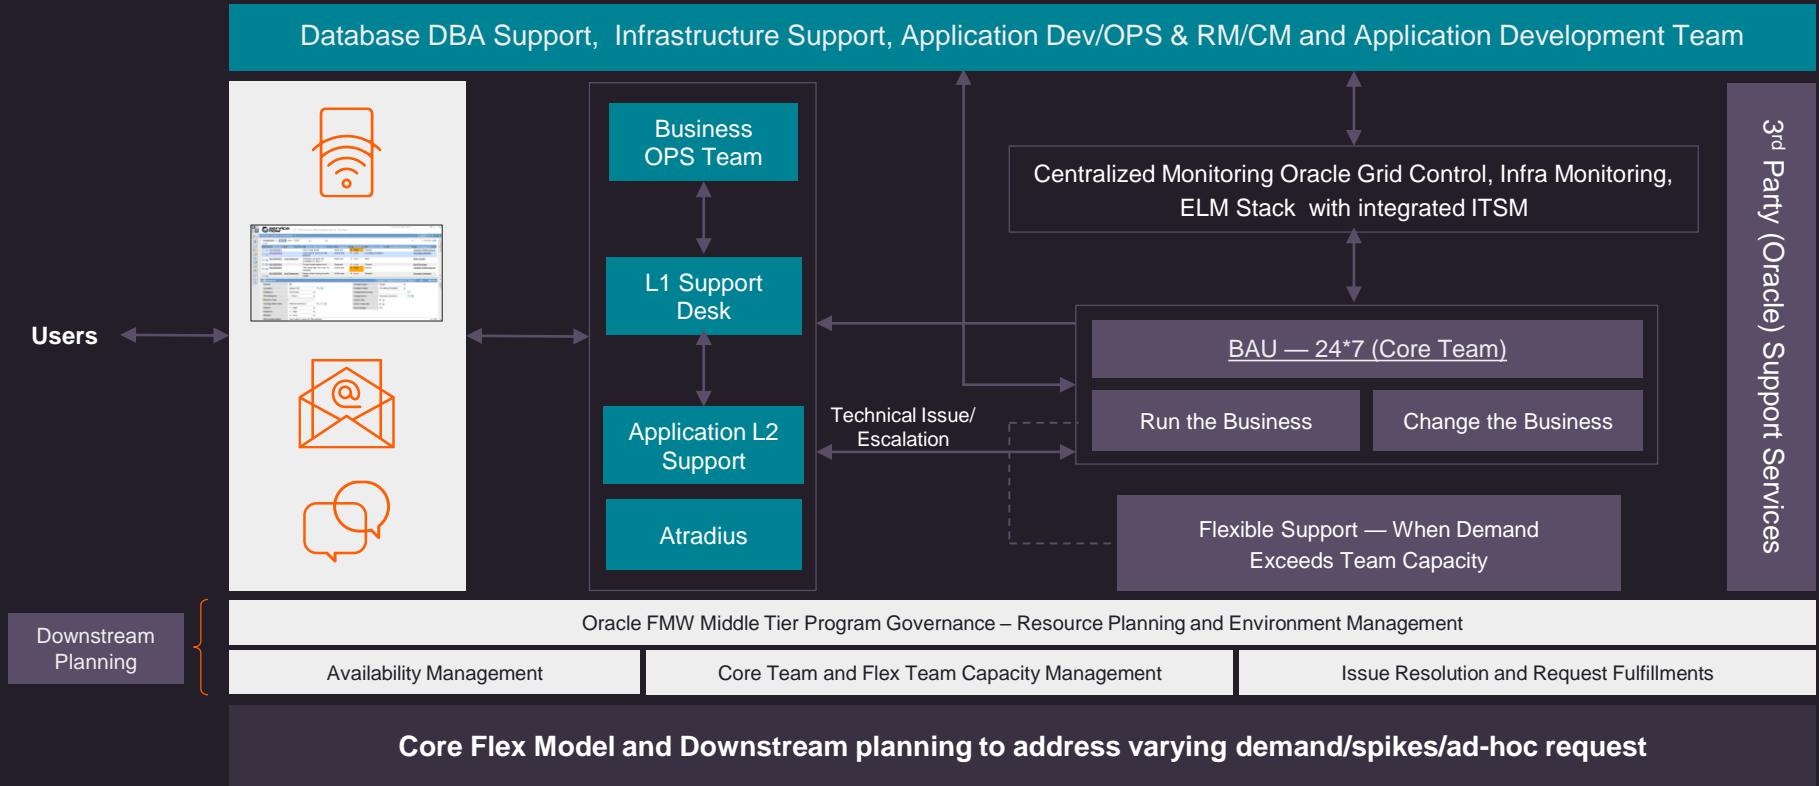 Database DBA Support, Infrastructure Support, Application Dev/OPS & RM/CM and Application Development Team
Business
OPS Team
L1 Support
Desk
Application L2
Support
Atradius
Users
service
now
Technical Issue/
Escalation
Centralized Monitoring Oracle Grid Control, Infra Monitoring,
ELM Stack with integrated ITSM
BAU — 24*7 (Core Team)
Run the Business
Change the Business
Flexible Support — When Demand
Exceeds Team Capacity
3rd Party (Oracle) Support Services
Downstream
Planning
Oracle FMW Middle Tier Program Governance – Resource Planning and Environment Management
Availability Management
Core Team and Flex Team Capacity Management
Issue Resolution and Request Fulfillments
Core Flex Model and Downstream planning to address varying demand/spikes/ad-hoc request